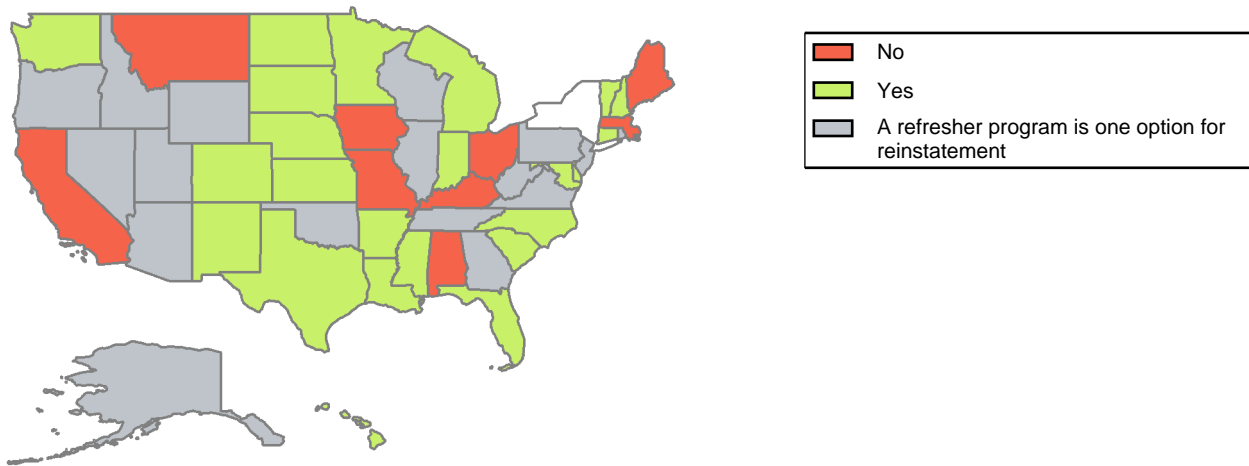 No
Yes
A refresher program is one option for
reinstatement